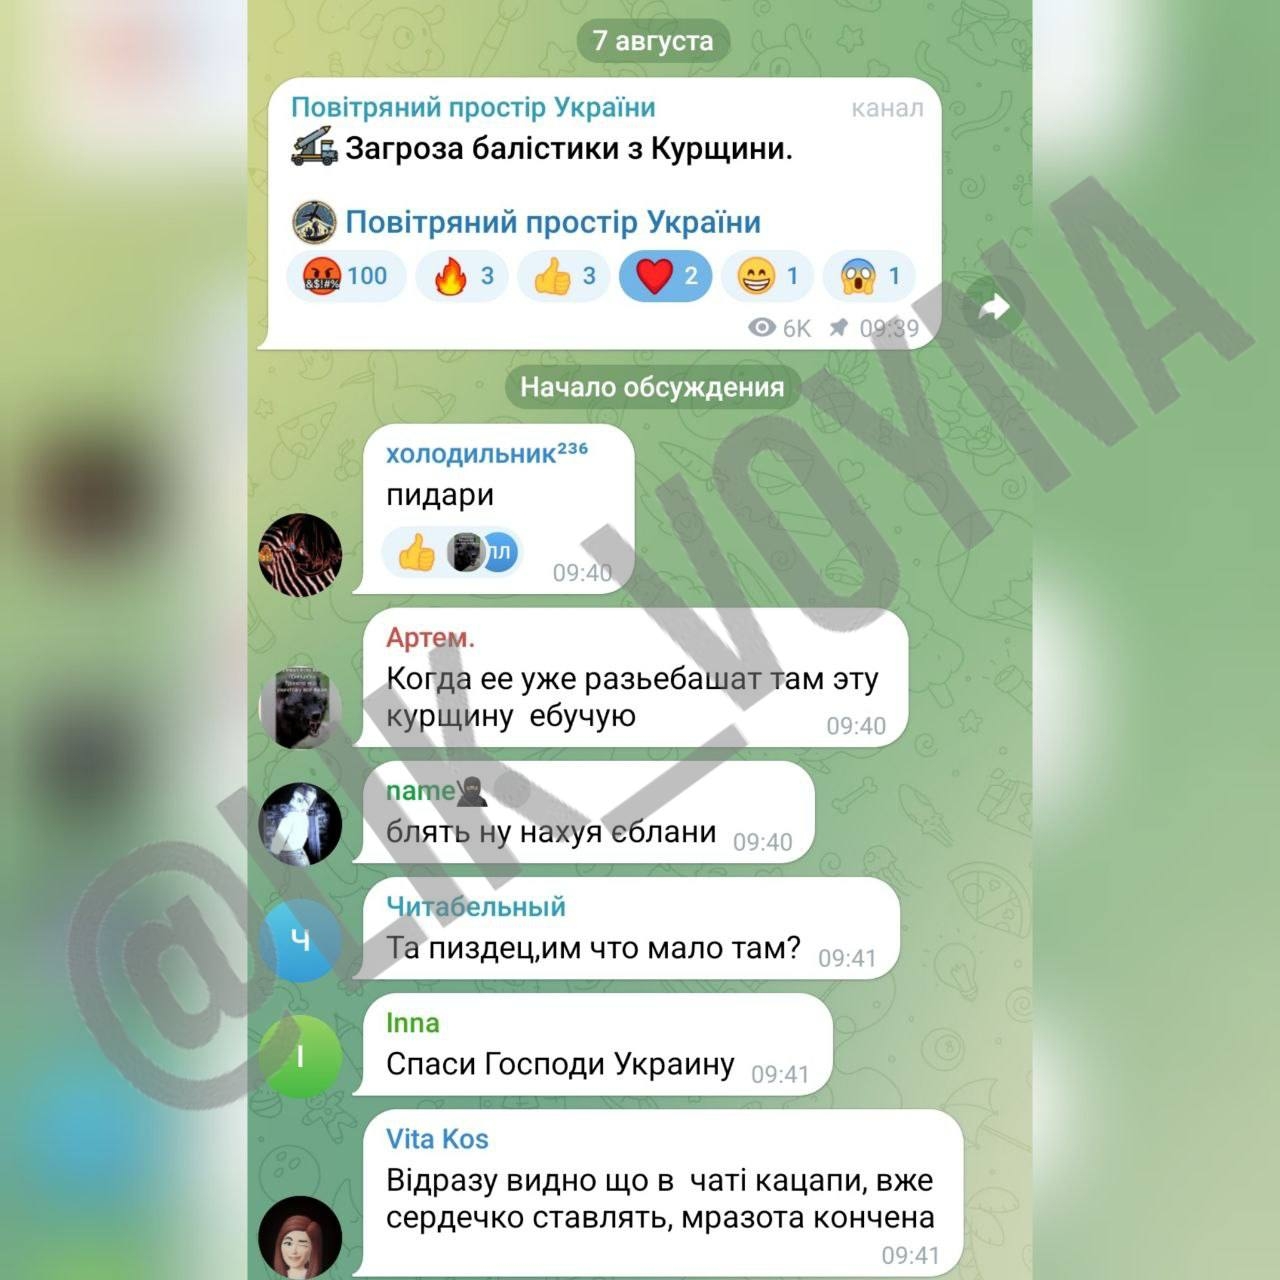 7 августа
Повітряний простір України канал
Загроза балістики з Курщини.
Повітряний простір України
100 3 3 2 1 1
6K 09:39
Начало обсуждения
холодильник²³⁶
пидари
ЛЛ
09:40
Артем.
Когда ее уже разьебашат там эту
курщину ебучую 09:40
name
блять ну нахуя єблани 09:40
Читабельный
Та пиздец,им что мало там? 09:41
Ч
Inna
Спаси Господи Украину 09:41
I
Vita Kos
Відразу видно що в чаті кацапи, вже
сердечко ставлять, мразота кончена
09:41
@LIK_VOYNA